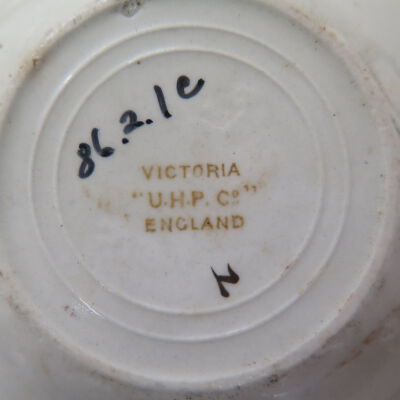 86.2.1c
VICTORIA
"U.H.P. Co"
ENGLAND
N